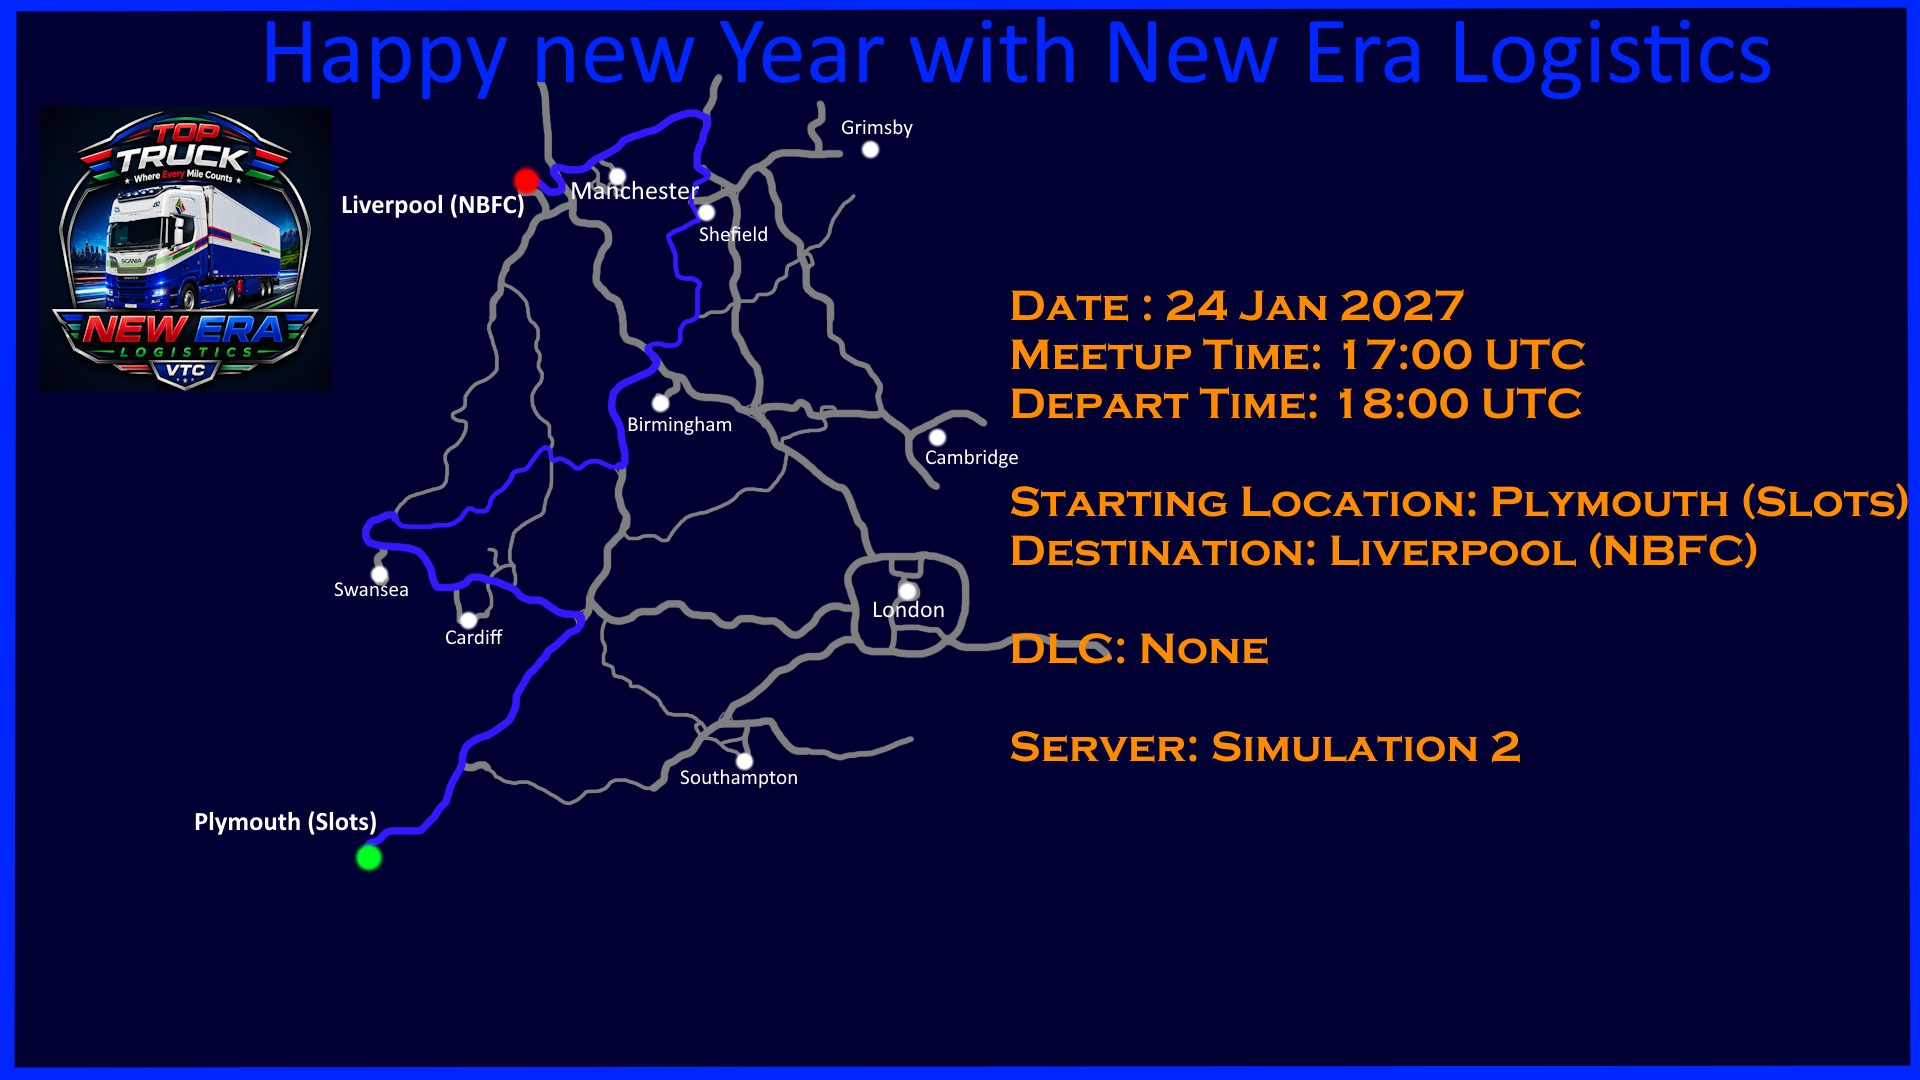 Happy new Year with New Era Logistics
TOP
TRUCK
★ Where Every Mile Counts ★
SCANIA
NEW ERA
LOGISTICS
VTC
Grimsby
Manchester
Liverpool (NBFC)
Shefield
Birmingham
Cambridge
Swansea
Cardiff
London
Southampton
Plymouth (Slots)
Date : 24 Jan 2027
Meetup Time: 17:00 UTC
Depart Time: 18:00 UTC
Starting Location: Plymouth (Slots)
Destination: Liverpool (NBFC)
DLC: None
Server: Simulation 2